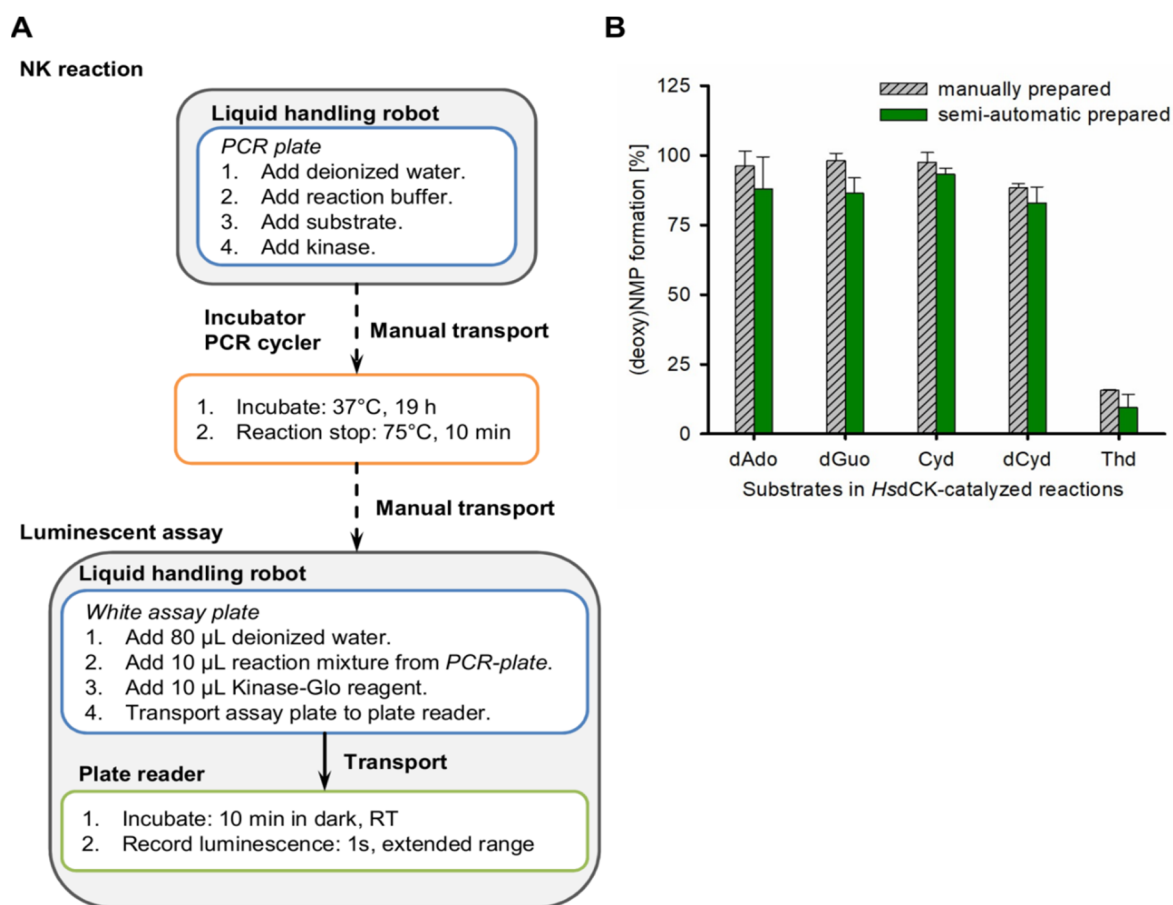 A
NK reaction
Liquid handling robot
PCR plate
1. Add deionized water.
2. Add reaction buffer.
3. Add substrate.
4. Add kinase.
Incubator
PCR cycler
Manual transport
1. Incubate: 37°C, 19 h
2. Reaction stop: 75°C, 10 min
Manual transport
Luminescent assay
Liquid handling robot
White assay plate
1. Add 80 µL deionized water.
2. Add 10 µL reaction mixture from PCR-plate.
3. Add 10 µL Kinase-Glo reagent.
4. Transport assay plate to plate reader.
Transport
Plate reader
1. Incubate: 10 min in dark, RT
2. Record luminescence: 1s, extended range
B
manually prepared
semi-automatic prepared
(deoxy)NMP formation [%]
125
100
75
50
25
0
dAdo dGuo Cyd dCyd Thd
Substrates in HsdCK-catalyzed reactions